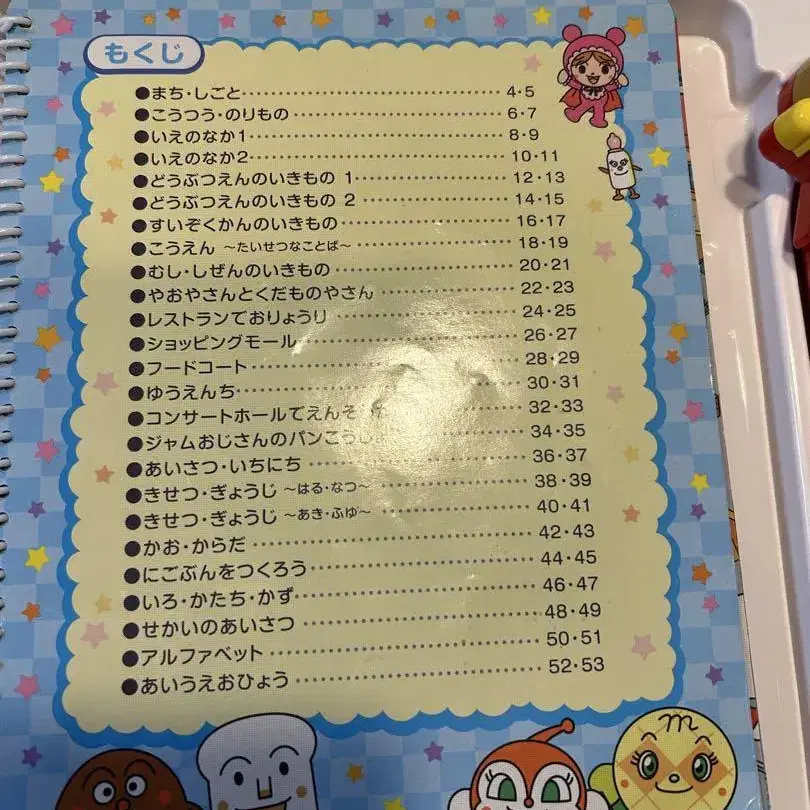 もくじ
●まち・しごと 4・5
●こうつう・のりもの 6・7
●いえのなか1 8・9
●いえのなか2 10・11
●どうぶつえんのいきもの 1 12・13
●どうぶつえんのいきもの 2 14・15
●すいぞくかんのいきもの 16・17
●こうえん ～たいせつなことば～ 18・19
●むし・しぜんのいきもの 20・21
●やおやさんとくだものやさん 22・23
●レストランでおりょうり 24・25
●ショッピングモール 26・27
●フードコート 28・29
●ゆうえんち 30・31
●コンサートホールでえんそ 32・33
●ジャムおじさんのパンこうじょ 34・35
●あいさつ・いちにち 36・37
●きせつ・ぎょうじ ～はる・なつ～ 38・39
●きせつ・ぎょうじ ～あき・ふゆ～ 40・41
●かお・からだ 42・43
●にごぶんをつくろう 44・45
●いろ・かたち・かず 46・47
●せかいのあいさつ 48・49
●アルファベット 50・51
●あいうえおひょう 52・53